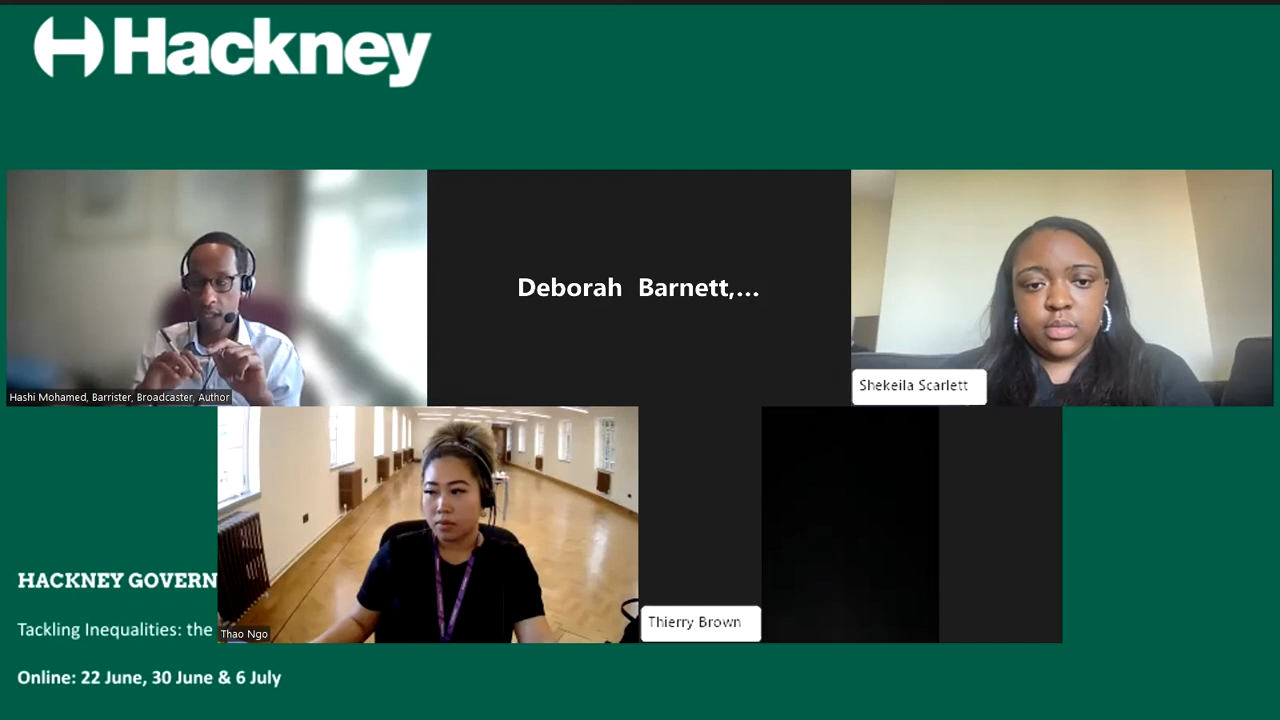 Hackney
Deborah Barnett,...
Shekeila Scarlett
Hashi Mohamed, Barrister, Broadcaster, Author
HACKNEY GOVERN
Tackling Inequalities: the
Thao Ngo
Thierry Brown
Online: 22 June, 30 June & 6 July